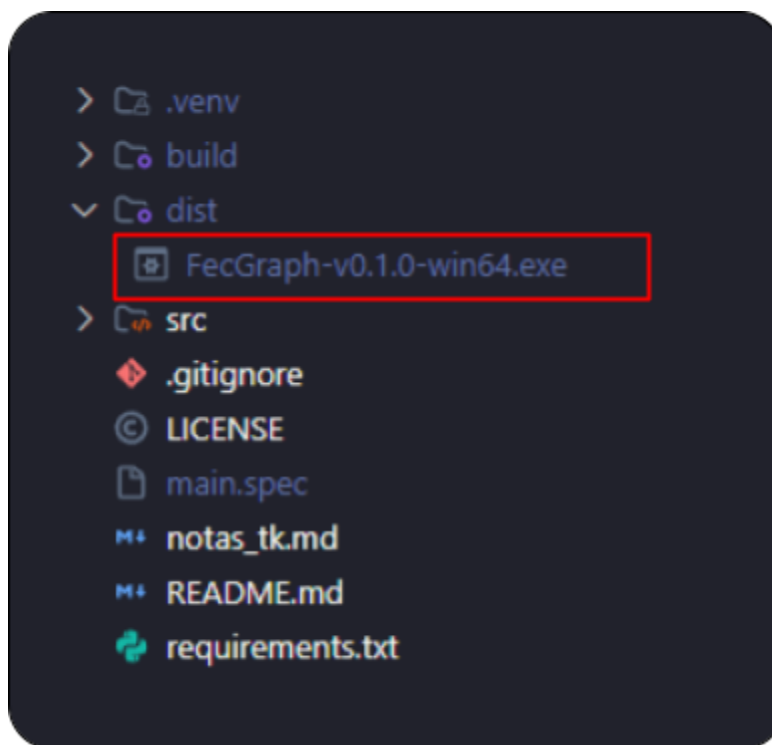 .venv
build
dist
FecGraph-v0.1.0-win64.exe
src
.gitignore
LICENSE
main.spec
notas_tk.md
README.md
requirements.txt